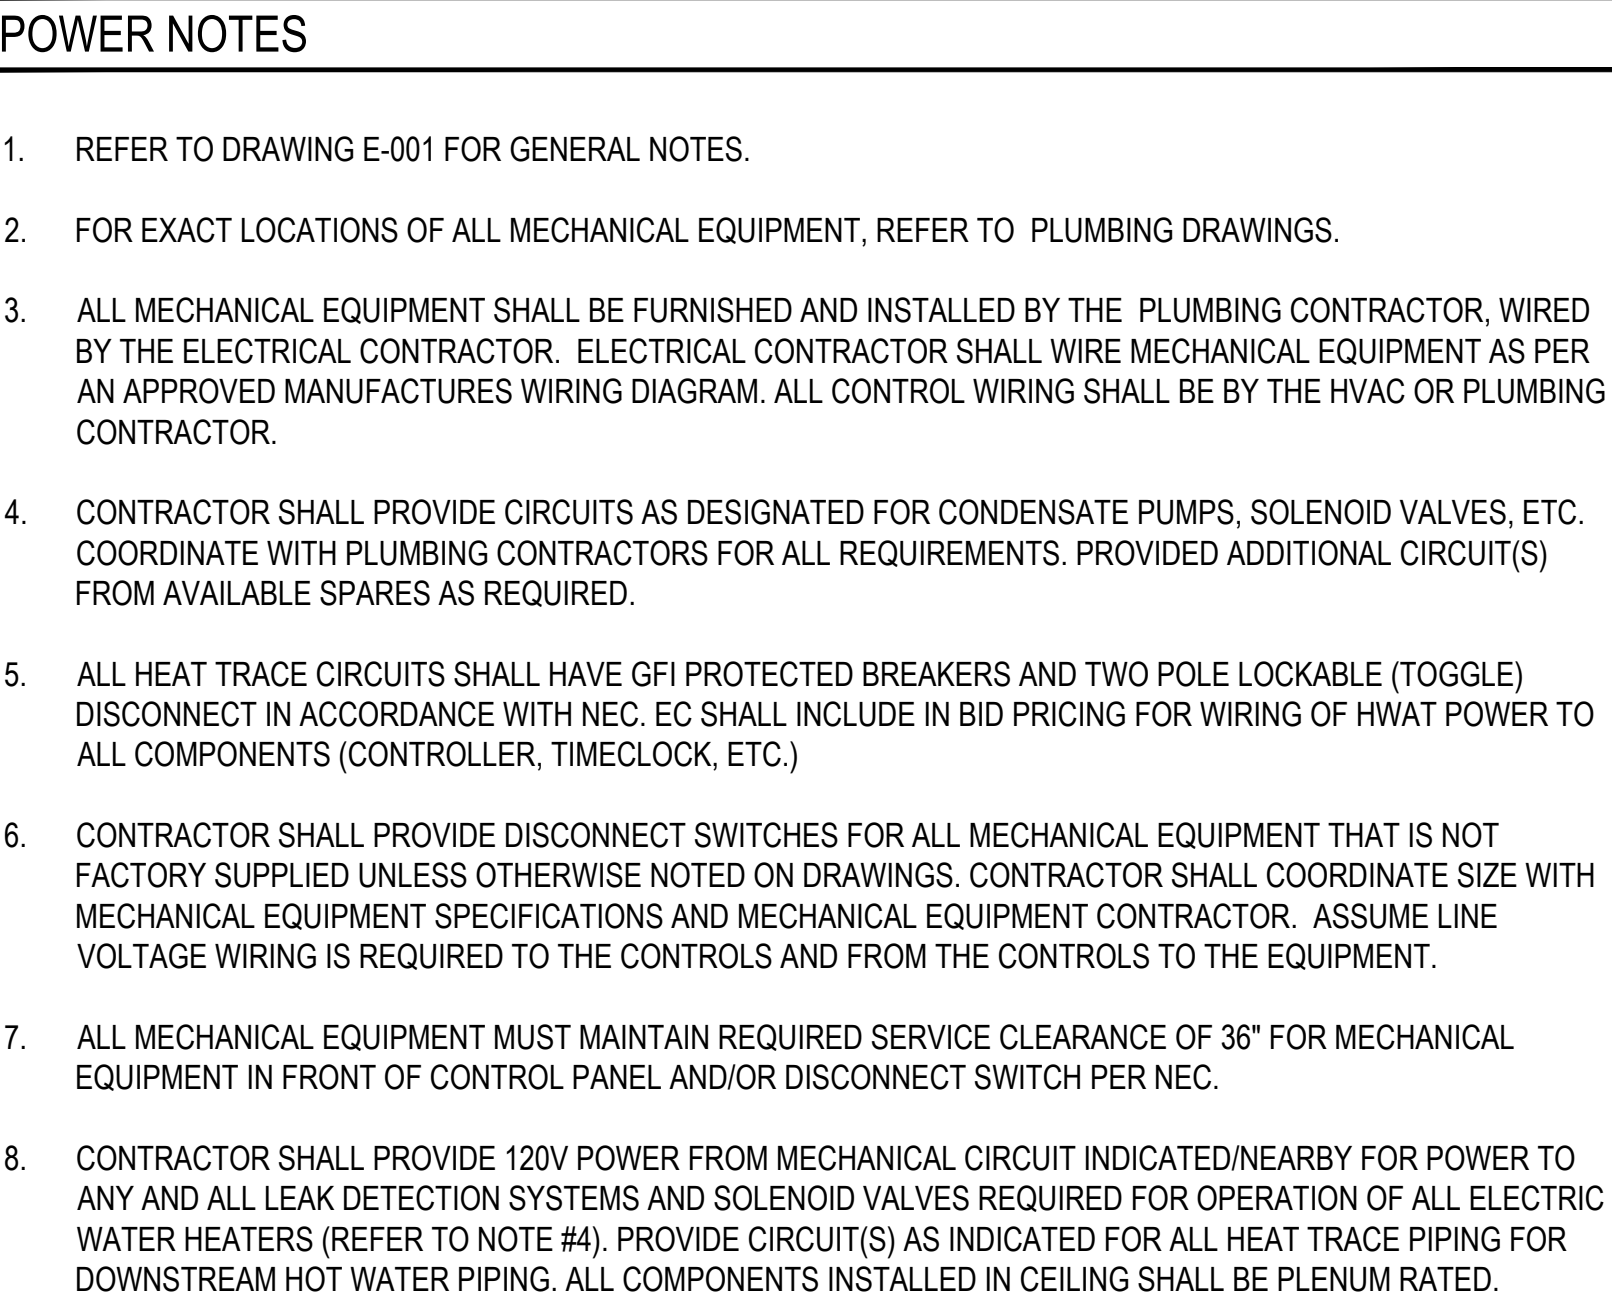 POWER NOTES
1. REFER TO DRAWING E-001 FOR GENERAL NOTES.
2. FOR EXACT LOCATIONS OF ALL MECHANICAL EQUIPMENT, REFER TO  PLUMBING DRAWINGS.
3. ALL MECHANICAL EQUIPMENT SHALL BE FURNISHED AND INSTALLED BY THE  PLUMBING CONTRACTOR, WIRED
BY THE ELECTRICAL CONTRACTOR.  ELECTRICAL CONTRACTOR SHALL WIRE MECHANICAL EQUIPMENT AS PER
AN APPROVED MANUFACTURES WIRING DIAGRAM. ALL CONTROL WIRING SHALL BE BY THE HVAC OR PLUMBING
CONTRACTOR.
4. CONTRACTOR SHALL PROVIDE CIRCUITS AS DESIGNATED FOR CONDENSATE PUMPS, SOLENOID VALVES, ETC.
COORDINATE WITH PLUMBING CONTRACTORS FOR ALL REQUIREMENTS. PROVIDED ADDITIONAL CIRCUIT(S)
FROM AVAILABLE SPARES AS REQUIRED.
5. ALL HEAT TRACE CIRCUITS SHALL HAVE GFI PROTECTED BREAKERS AND TWO POLE LOCKABLE (TOGGLE)
DISCONNECT IN ACCORDANCE WITH NEC. EC SHALL INCLUDE IN BID PRICING FOR WIRING OF HWAT POWER TO
ALL COMPONENTS (CONTROLLER, TIMECLOCK, ETC.)
6. CONTRACTOR SHALL PROVIDE DISCONNECT SWITCHES FOR ALL MECHANICAL EQUIPMENT THAT IS NOT
FACTORY SUPPLIED UNLESS OTHERWISE NOTED ON DRAWINGS. CONTRACTOR SHALL COORDINATE SIZE WITH
MECHANICAL EQUIPMENT SPECIFICATIONS AND MECHANICAL EQUIPMENT CONTRACTOR.  ASSUME LINE
VOLTAGE WIRING IS REQUIRED TO THE CONTROLS AND FROM THE CONTROLS TO THE EQUIPMENT.
7. ALL MECHANICAL EQUIPMENT MUST MAINTAIN REQUIRED SERVICE CLEARANCE OF 36" FOR MECHANICAL
EQUIPMENT IN FRONT OF CONTROL PANEL AND/OR DISCONNECT SWITCH PER NEC.
8. CONTRACTOR SHALL PROVIDE 120V POWER FROM MECHANICAL CIRCUIT INDICATED/NEARBY FOR POWER TO
ANY AND ALL LEAK DETECTION SYSTEMS AND SOLENOID VALVES REQUIRED FOR OPERATION OF ALL ELECTRIC
WATER HEATERS (REFER TO NOTE #4). PROVIDE CIRCUIT(S) AS INDICATED FOR ALL HEAT TRACE PIPING FOR
DOWNSTREAM HOT WATER PIPING. ALL COMPONENTS INSTALLED IN CEILING SHALL BE PLENUM RATED.